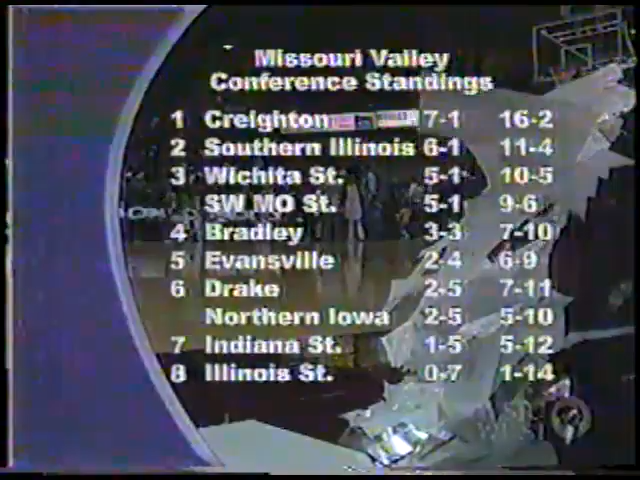 Missouri Valley
Conference Standings
1 Creighton 7-1 16-2
2 Southern Illinois 6-1 11-4
3 Wichita St. 5-1 10-5
SW MO St. 5-1 9-6
4 Bradley 3-3 7-10
5 Evansville 2-4 6-9
6 Drake 2-5 7-11
Northern Iowa 2-5 5-10
7 Indiana St. 1-5 5-12
8 Illinois St. 0-7 1-14